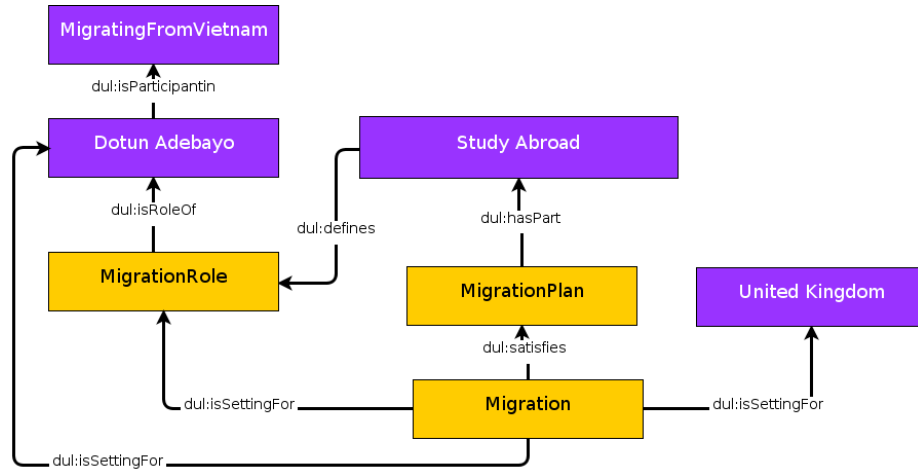 MigratingFromVietnam
dul:isParticipantin
Dotun Adebayo
Study Abroad
dul:isRoleOf
dul:hasPart
dul:defines
MigrationRole
MigrationPlan
United Kingdom
dul:satisfies
dul:isSettingFor
Migration
dul:isSettingFor
dul:isSettingFor